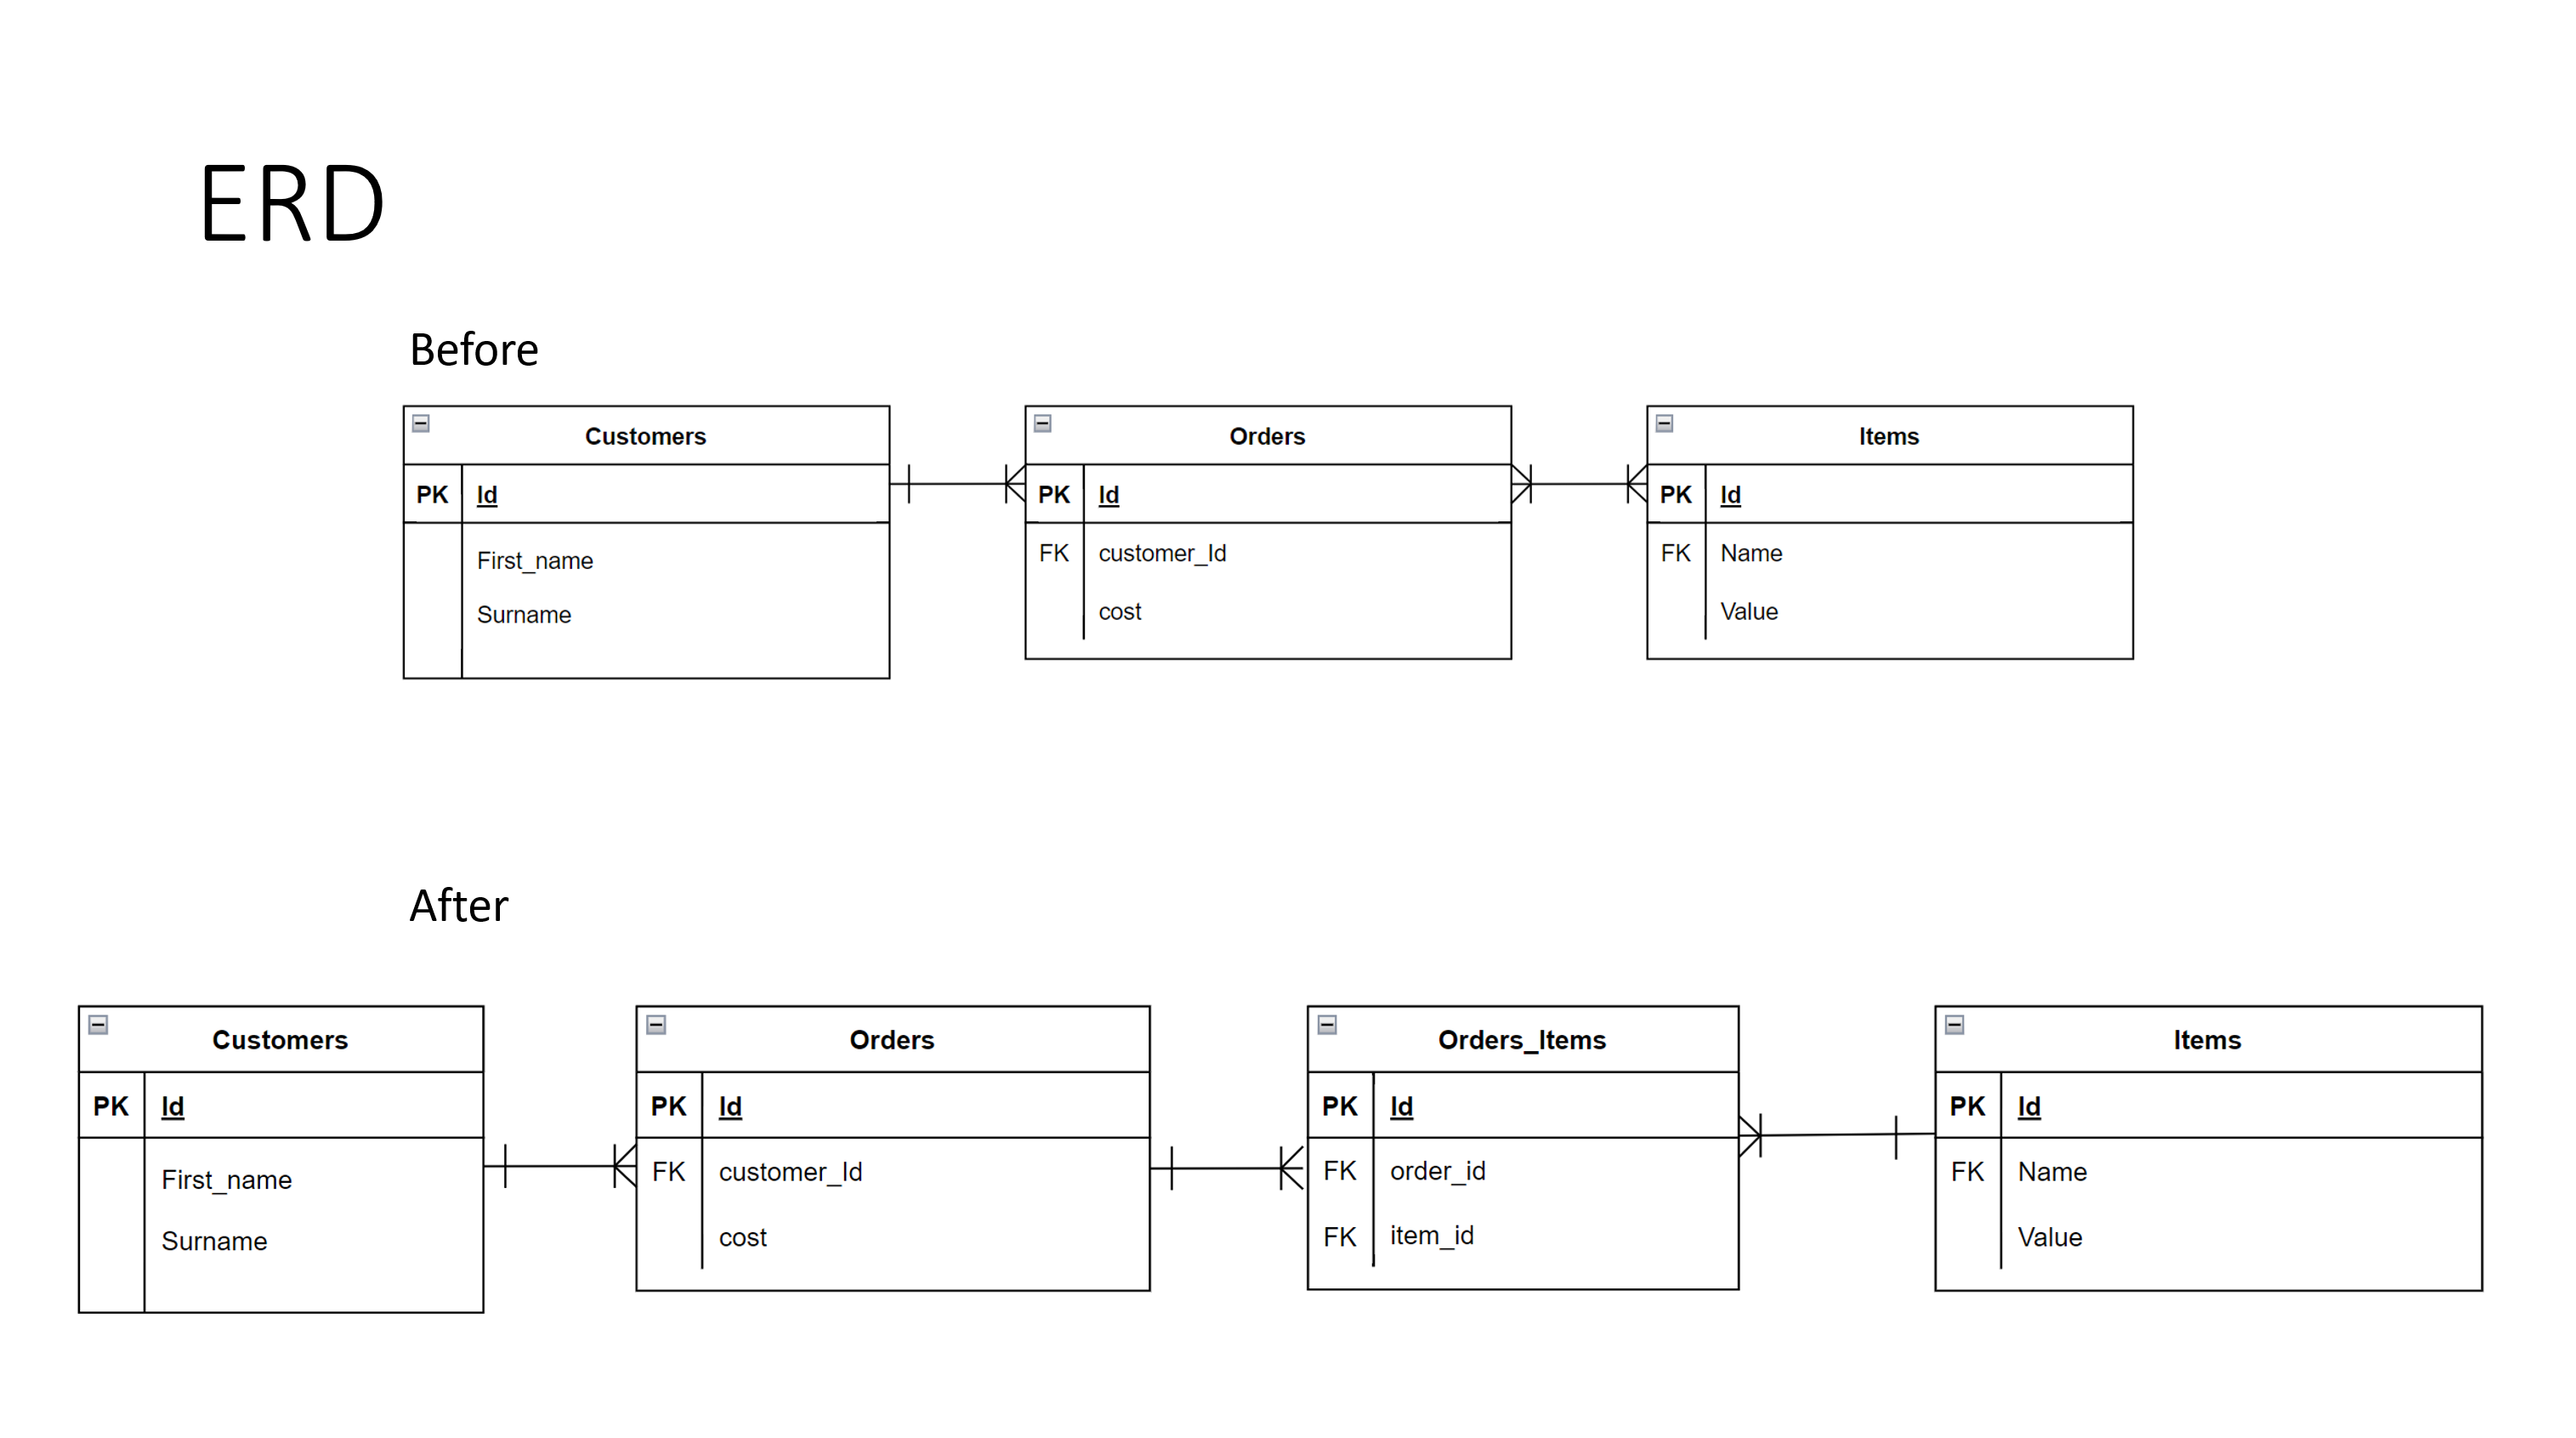 ERD
Before
Customers
PK Id
First_name
Surname
Orders
PK Id
FK customer_Id
cost
Items
PK Id
FK Name
Value
After
Customers
PK Id
First_name
Surname
Orders
PK Id
FK customer_Id
cost
Orders_Items
PK Id
FK order_id
FK item_id
Items
PK Id
FK Name
Value